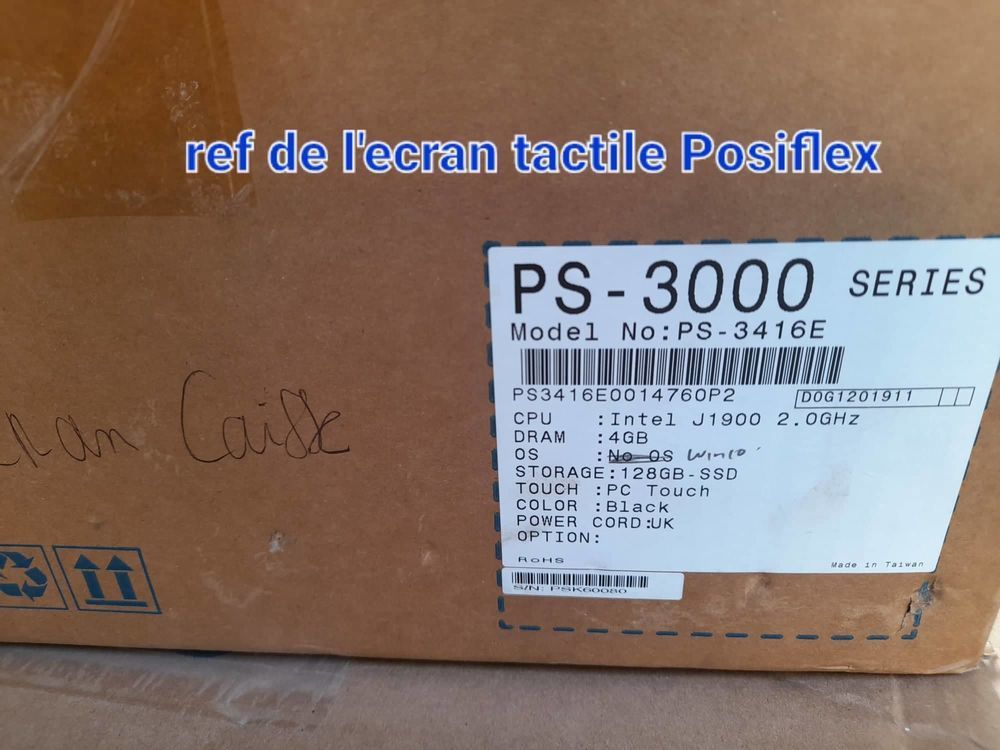 ref de l'ecran tactile Posiflex
PS-3000 SERIES
Model No:PS-3416E
PS3416E0014760P2 D0G1201911
CPU :Intel J1900 2.0GHz
DRAM :4GB
OS :No OS Win10
STORAGE:128GB-SSD
TOUCH :PC Touch
COLOR :Black
POWER CORD:UK
OPTION:
RoHS Made in Taiwan
S/N: PSK60080
cran Caisse